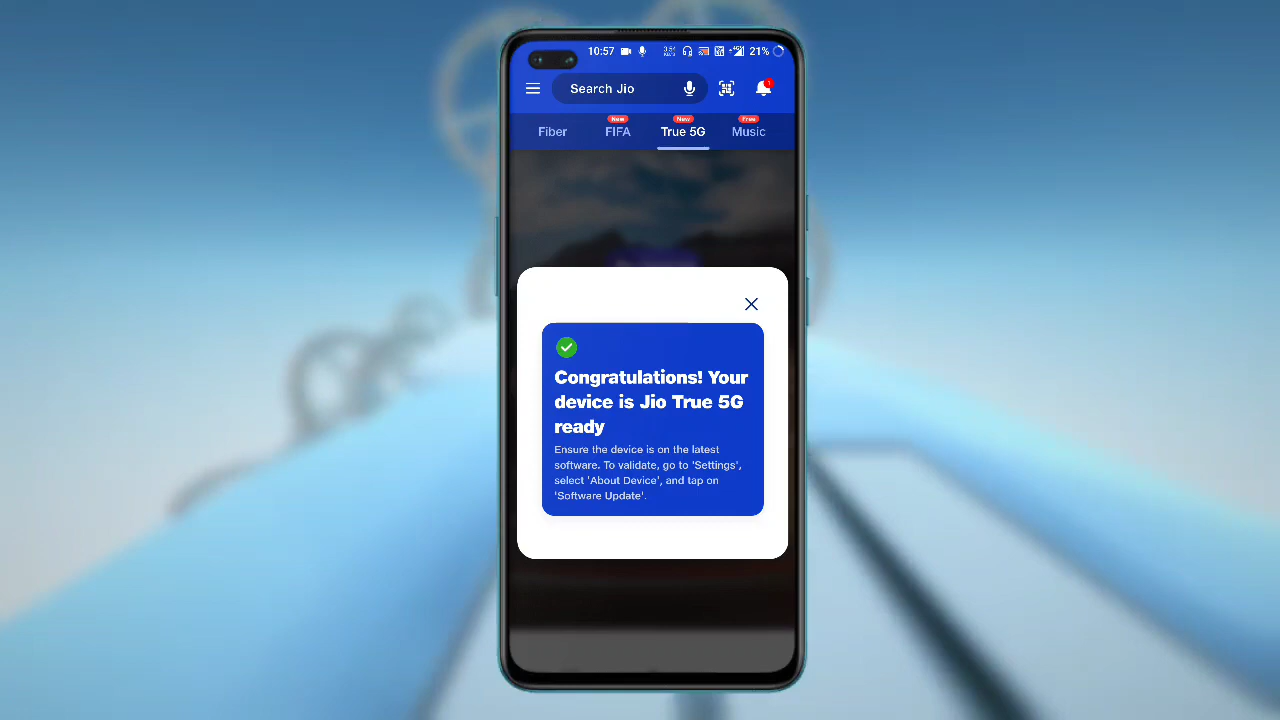 10:57 21%
Search Jio
New New Free
Fiber FIFA True 5G Music
Congratulations! Your
device is Jio True 5G
ready
Ensure the device is on the latest
software. To validate, go to 'Settings',
select 'About Device', and tap on
'Software Update'.